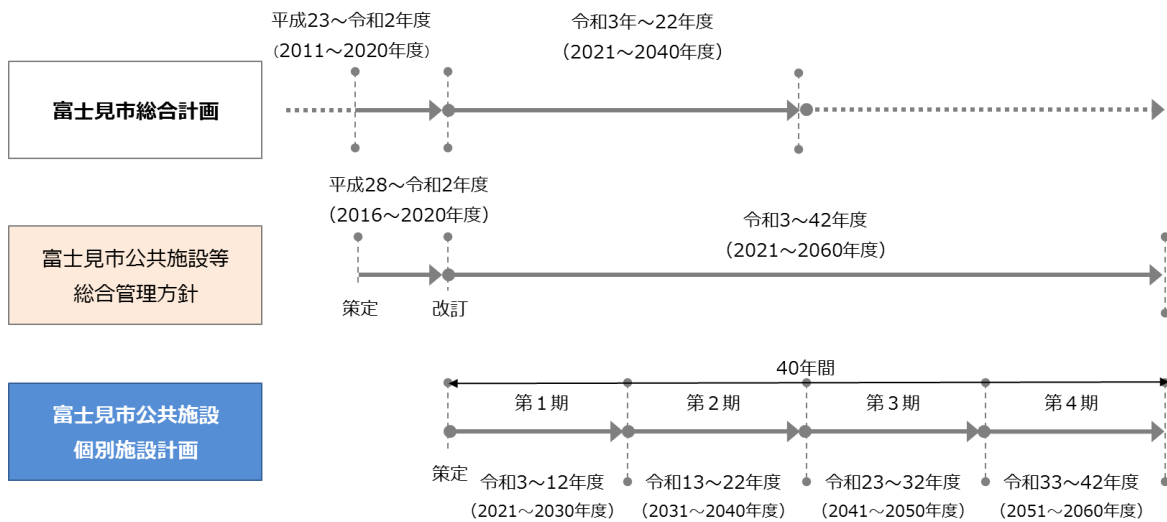 平成23～令和2年度
(2011～2020年度)
令和3年～22年度
（2021～2040年度）
富士見市総合計画
平成28～令和2年度
（2016～2020年度）
令和3～42年度
（2021～2060年度）
富士見市公共施設等
総合管理方針
策定
改訂
40年間
富士見市公共施設
個別施設計画
第１期
第２期
第３期
第４期
策定
令和3～12年度
（2021～2030年度）
令和13～22年度
（2031～2040年度）
令和23～32年度
（2041～2050年度）
令和33～42年度
（2051～2060年度）